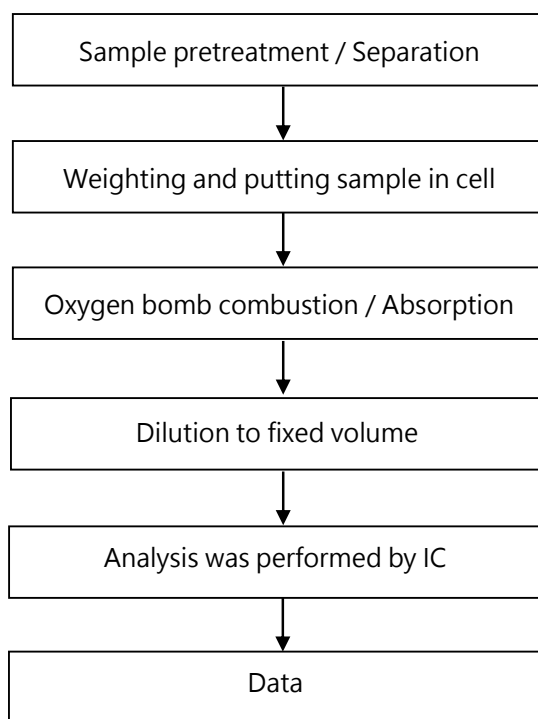 Sample pretreatment / Separation
Weighting and putting sample in cell
Oxygen bomb combustion / Absorption
Dilution to fixed volume
Analysis was performed by IC
Data